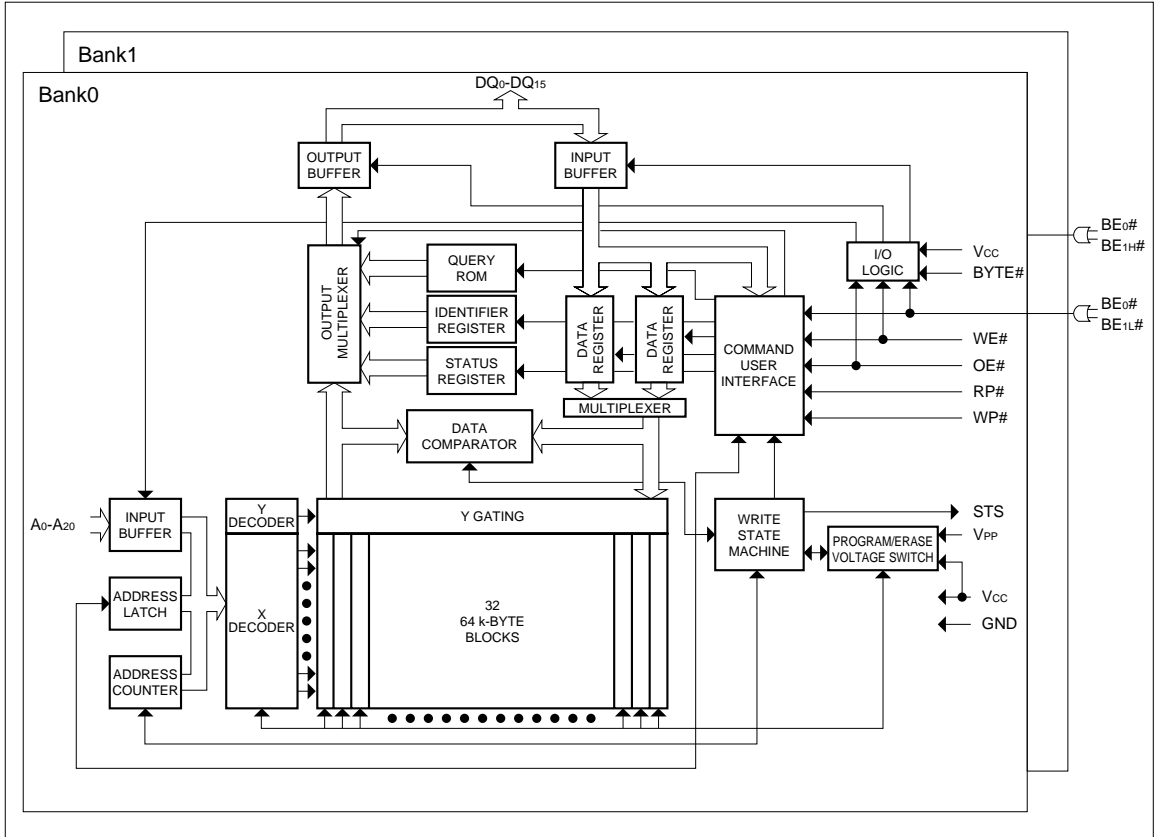 Bank1
Bank0
DQ0-DQ15
OUTPUT
BUFFER
INPUT
BUFFER
BE0#
BE1H#
I/O
LOGIC
VCC
BYTE#
OUTPUT
MULTIPLEXER
QUERY
ROM
IDENTIFIER
REGISTER
STATUS
REGISTER
DATA
REGISTER
DATA
REGISTER
COMMAND
USER
INTERFACE
BE0#
BE1L#
WE#
OE#
RP#
WP#
MULTIPLEXER
DATA
COMPARATOR
A0-A20
INPUT
BUFFER
Y
DECODER
Y GATING
WRITE
STATE
MACHINE
STS
VPP
PROGRAM/ERASE
VOLTAGE SWITCH
ADDRESS
LATCH
X
DECODER
32
64 k-BYTE
BLOCKS
VCC
GND
ADDRESS
COUNTER